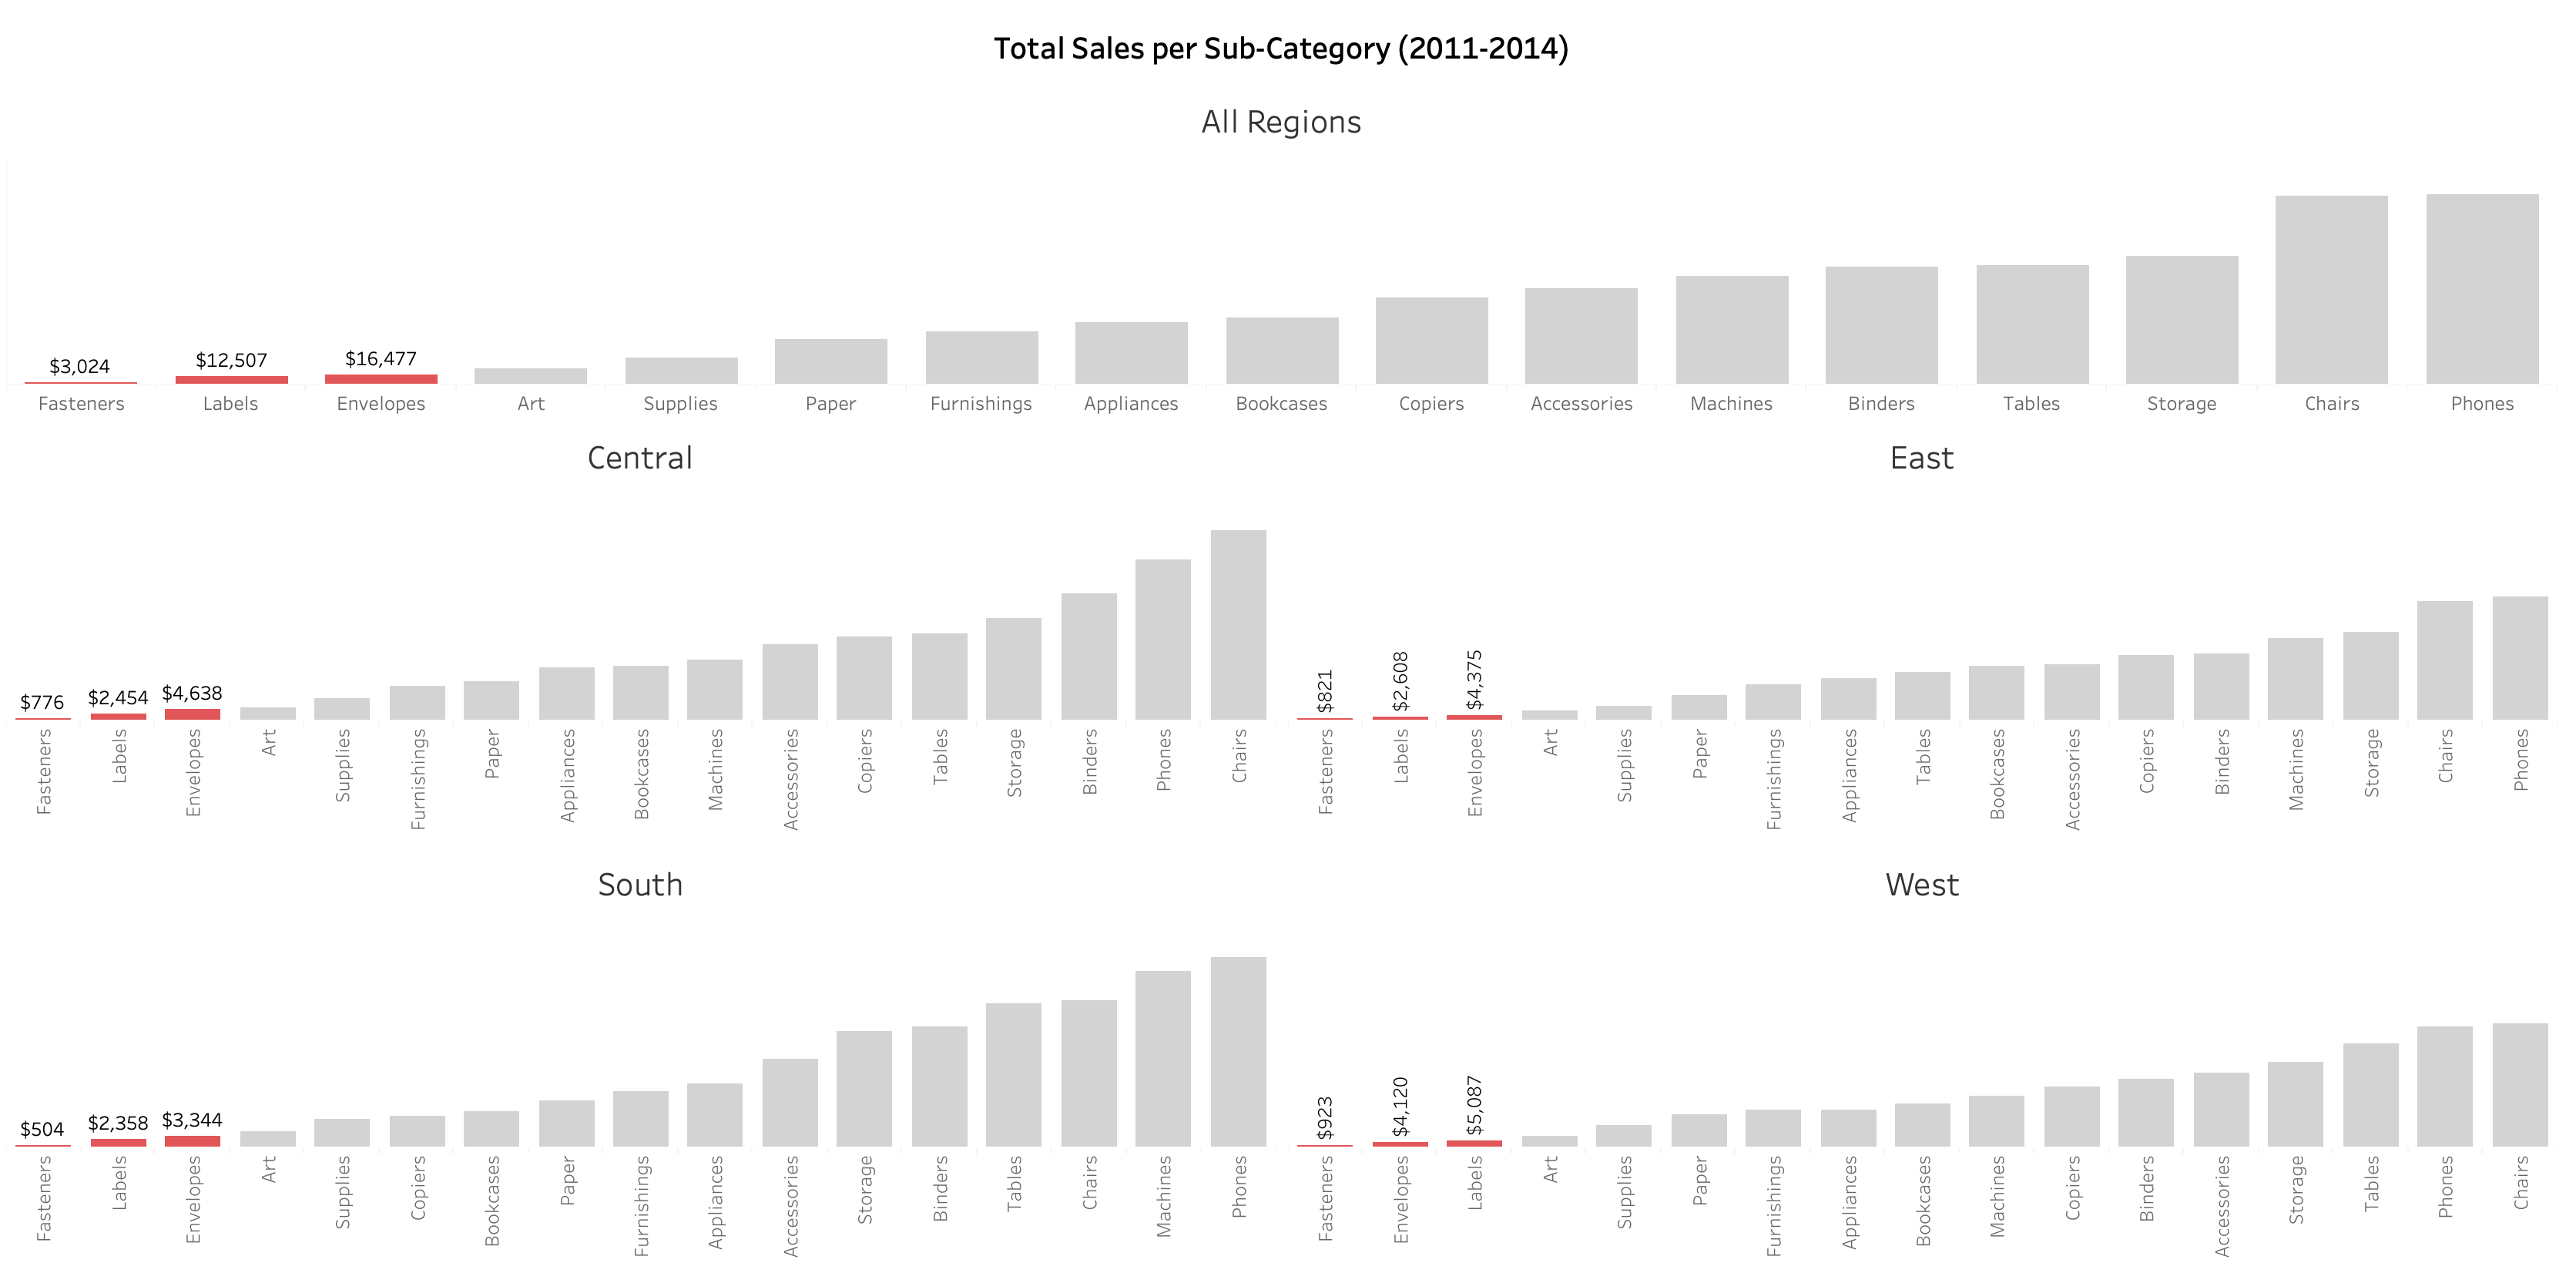 Total Sales per Sub-Category (2011-2014)
All Regions
$3,024 $12,507 $16,477
Fasteners Labels Envelopes Art Supplies Paper Furnishings Appliances Bookcases Copiers Accessories Machines Binders Tables Storage Chairs Phones
Central
$776 $2,454 $4,638
Fasteners Labels Envelopes Art Supplies Furnishings Paper Appliances Bookcases Machines Accessories Copiers Tables Storage Binders Phones Chairs
East
$821 $2,608 $4,375
Fasteners Labels Envelopes Art Supplies Paper Furnishings Appliances Tables Bookcases Accessories Copiers Binders Machines Storage Chairs Phones
South
$504 $2,358 $3,344
Fasteners Labels Envelopes Art Supplies Copiers Bookcases Paper Furnishings Appliances Accessories Storage Binders Tables Chairs Machines Phones
West
$923 $4,120 $5,087
Fasteners Envelopes Labels Art Supplies Paper Furnishings Appliances Bookcases Machines Copiers Binders Accessories Storage Tables Phones Chairs